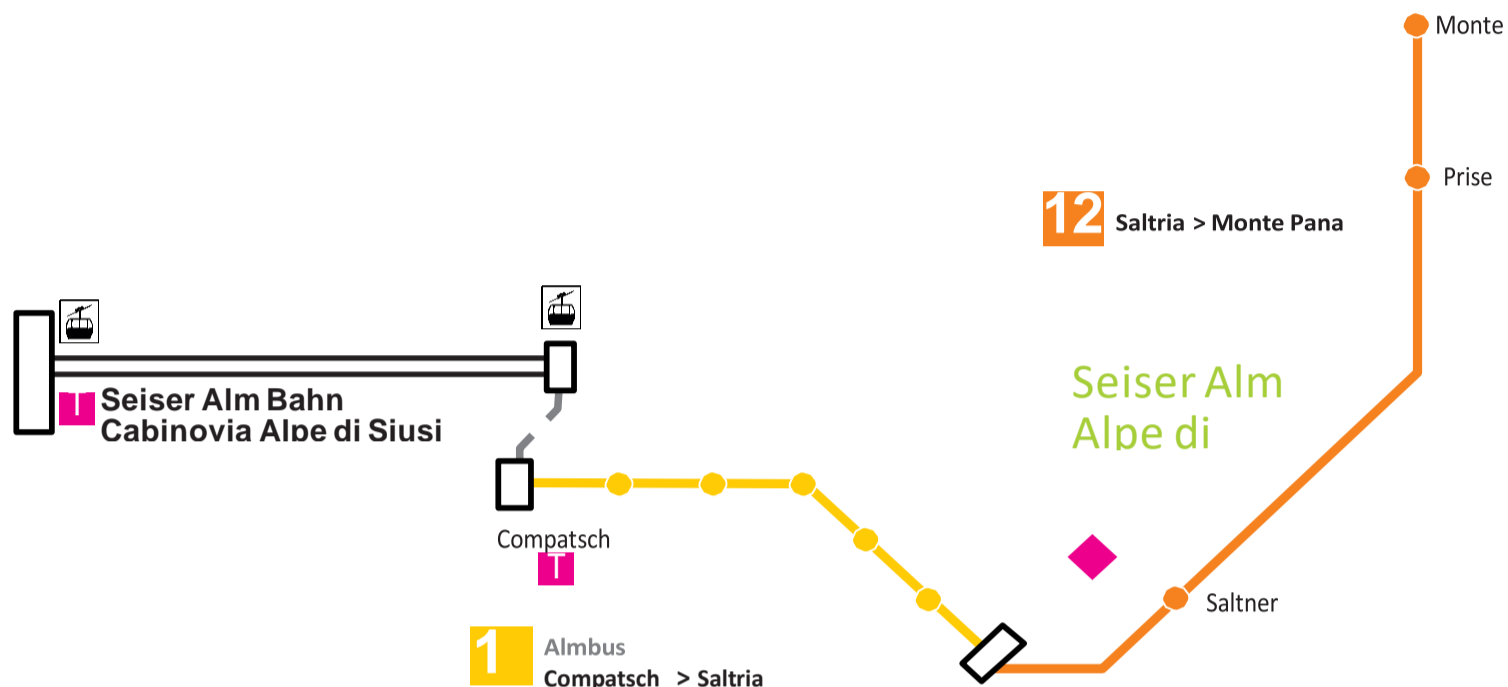 Monte
Prise
12 Saltria > Monte Pana
Seiser Alm Bahn
Cabinovia Alpe di Siusi
Seiser Alm
Alpe di
Compatsch
T
Saltner
1 Almbus
Compatsch > Saltria